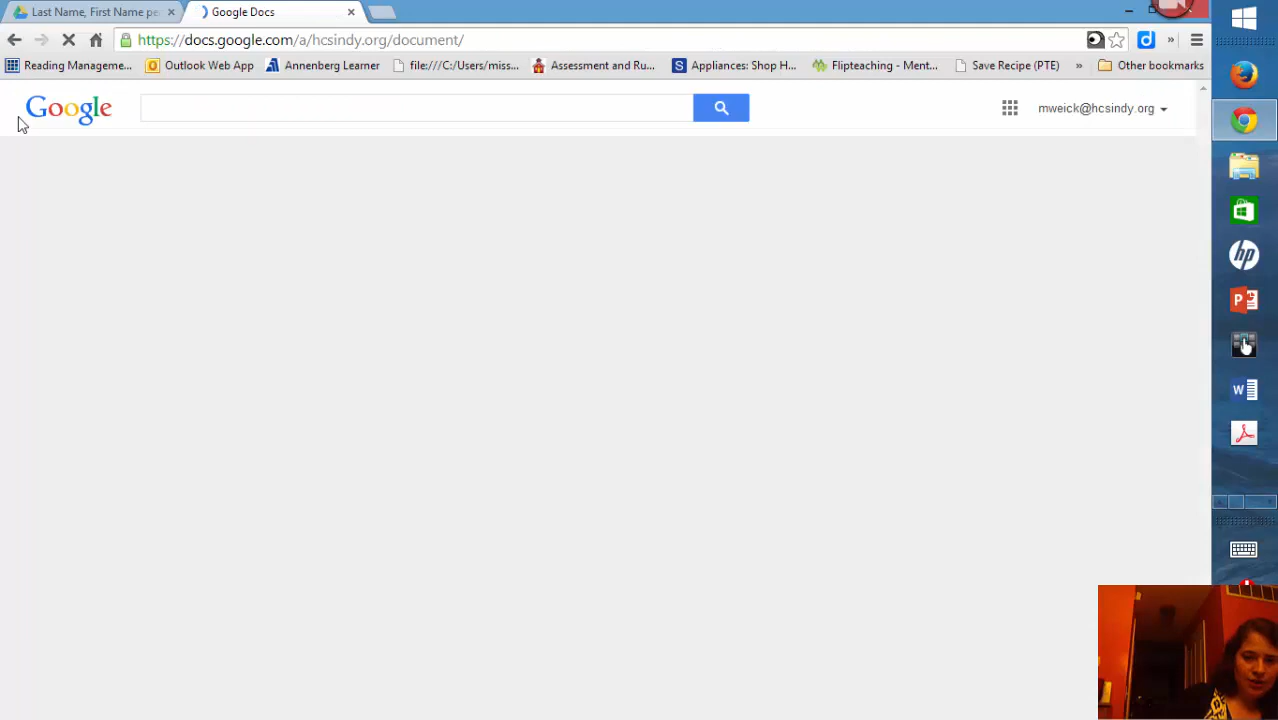 Last Name, First Name pe
Google Docs
https://docs.google.com/a/hcsindy.org/document/
Reading Manageme...
Outlook Web App
Annenberg Learner
file:///C:/Users/miss...
Assessment and Ru...
Appliances: Shop H...
Flipteaching - Ment...
Save Recipe (PTE)
»
Other bookmarks
Google
mweick@hcsindy.org